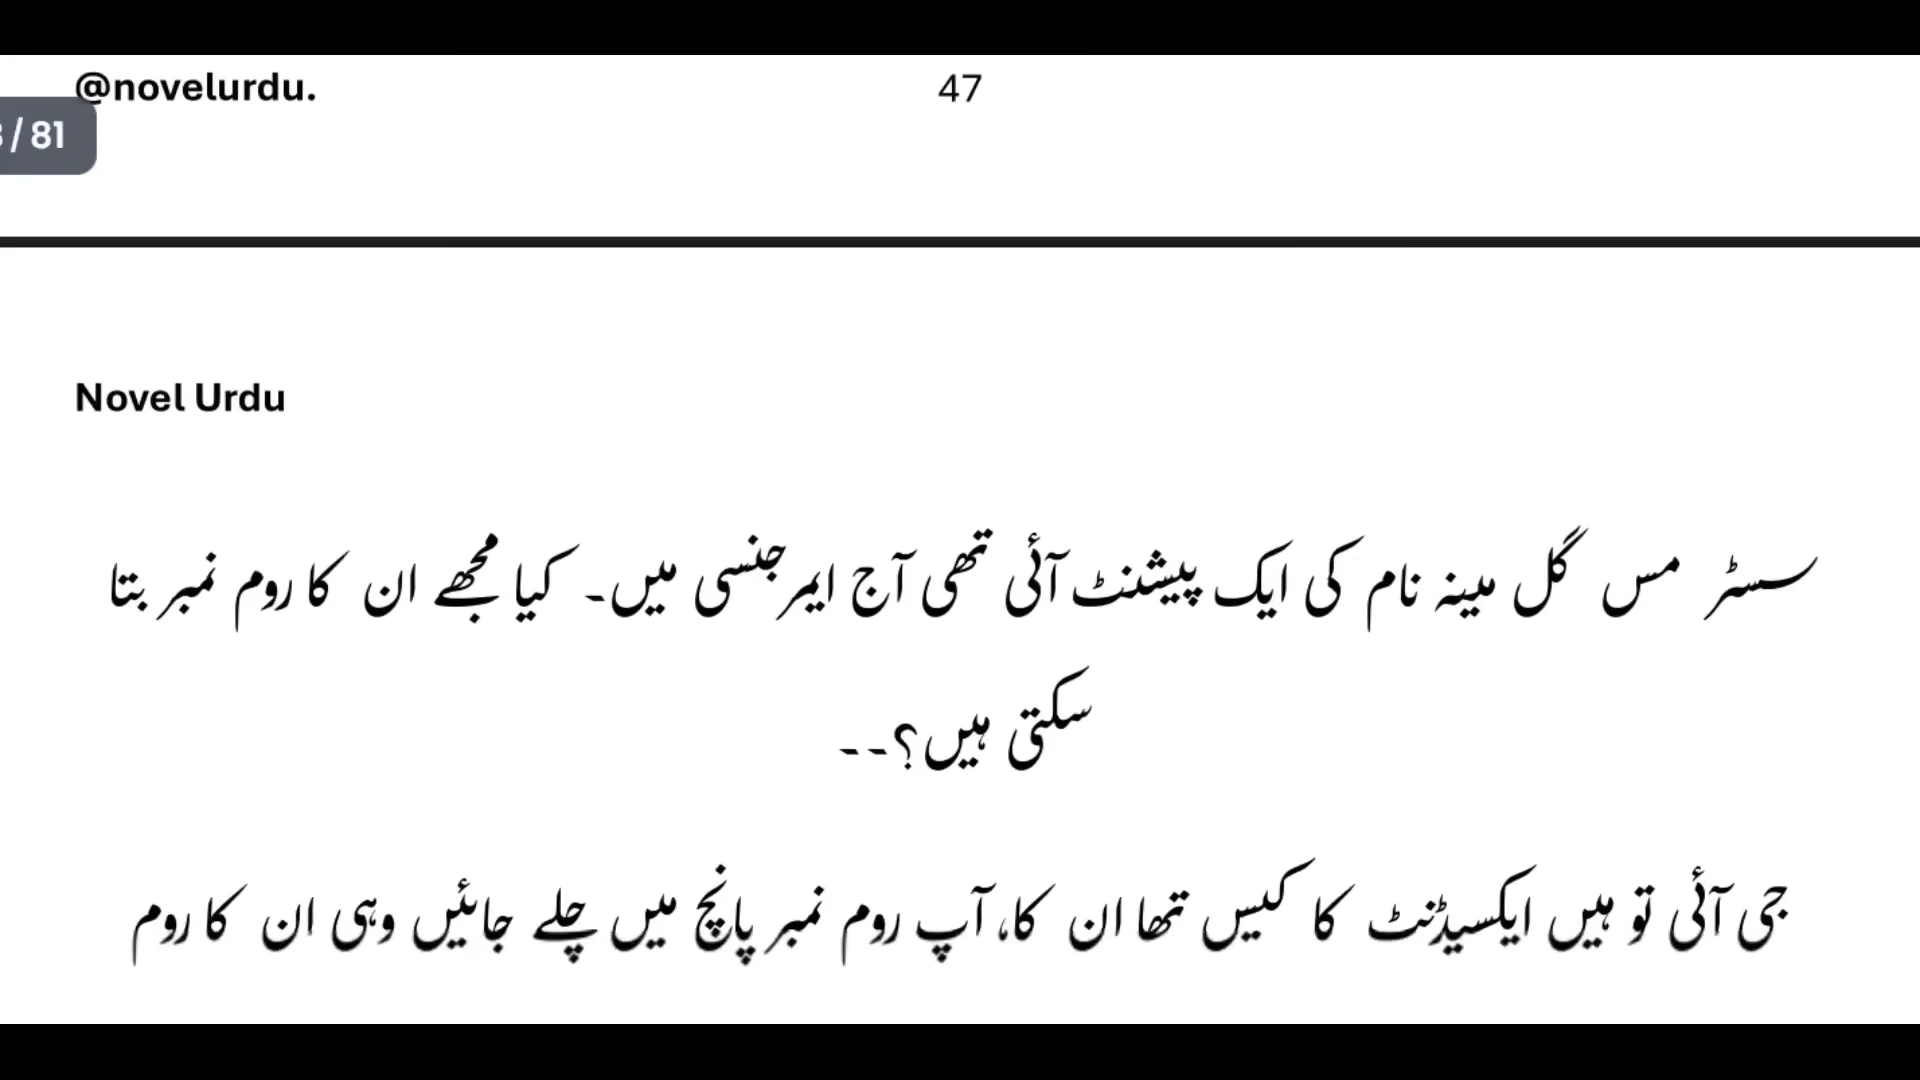 @novelurdu.
47
/ 81
Novel Urdu
سسٹر مس گل مینہ نام کی ایک پیشنٹ آئی تھی آج ایمرجنسی میں۔ کیا مجھے ان کا روم نمبر بتا
سکتی ہیں؟--
جی آئی تو ہیں ایکسیڈنٹ کا کیس تھا ان کا، آپ روم نمبر پانچ میں چلے جائیں وہی ان کا روم